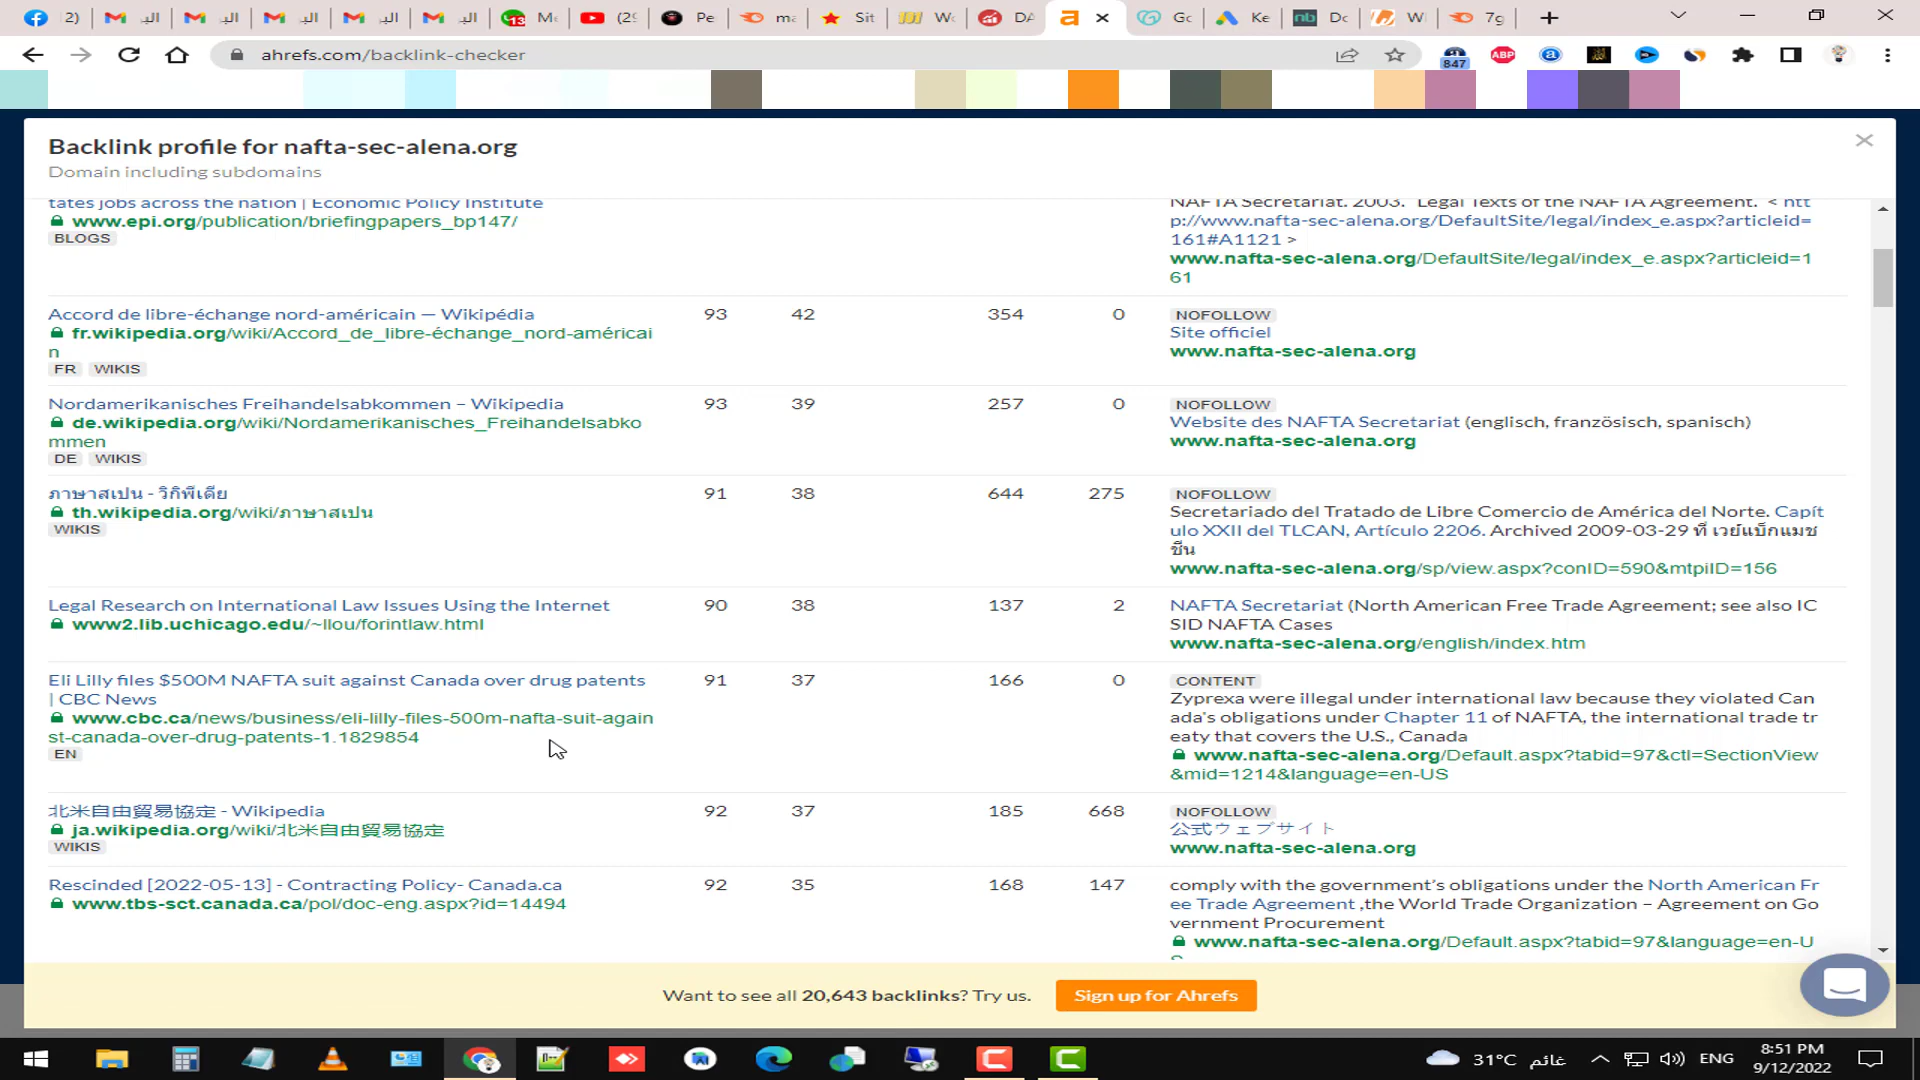 2)
الي
الي
الي
الي
الي
13
Mc
(29
Pe
ma
Sit
Wc
DA
a
Gc
Ke
nb
Dc
W
7g
ahrefs.com/backlink-checker
847
ABP
Backlink profile for nafta-sec-alena.org
Domain including subdomains
tates jobs across the nation | Economic Policy Institute
www.epi.org/publication/briefingpapers_bp147/
BLOGS
NAFTA Secretariat. 2003. "Legal Texts of the NAFTA Agreement. < htt
p://www.nafta-sec-alena.org/DefaultSite/legal/index_e.aspx?articleid=
161#A1121 >
www.nafta-sec-alena.org/DefaultSite/legal/index_e.aspx?articleid=1
61
Accord de libre-échange nord-américain — Wikipédia
fr.wikipedia.org/wiki/Accord_de_libre-échange_nord-américai
n
FR WIKIS
93 42 354 0
NOFOLLOW
Site officiel
www.nafta-sec-alena.org
Nordamerikanisches Freihandelsabkommen – Wikipedia
de.wikipedia.org/wiki/Nordamerikanisches_Freihandelsabko
mmen
DE WIKIS
93 39 257 0
NOFOLLOW
Website des NAFTA Secretariat (englisch, französisch, spanisch)
www.nafta-sec-alena.org
ภาษาสเปน - วิกิพีเดีย
th.wikipedia.org/wiki/ภาษาสเปน
WIKIS
91 38 644 275
NOFOLLOW
Secretariado del Tratado de Libre Comercio de América del Norte. Capít
ulo XXII del TLCAN, Artículo 2206. Archived 2009-03-29 ที่ เวย์แบ็กแมช
ชีน
www.nafta-sec-alena.org/sp/view.aspx?conID=590&mtpiID=156
Legal Research on International Law Issues Using the Internet
www2.lib.uchicago.edu/~llou/forintlaw.html
90 38 137 2
NAFTA Secretariat (North American Free Trade Agreement; see also IC
SID NAFTA Cases
www.nafta-sec-alena.org/english/index.htm
Eli Lilly files $500M NAFTA suit against Canada over drug patents
| CBC News
www.cbc.ca/news/business/eli-lilly-files-500m-nafta-suit-again
st-canada-over-drug-patents-1.1829854
EN
91 37 166 0
CONTENT
Zyprexa were illegal under international law because they violated Can
ada's obligations under Chapter 11 of NAFTA, the international trade tr
eaty that covers the U.S., Canada
www.nafta-sec-alena.org/Default.aspx?tabid=97&ctl=SectionView
&mid=1214&language=en-US
北米自由貿易協定 - Wikipedia
ja.wikipedia.org/wiki/北米自由貿易協定
WIKIS
92 37 185 668
NOFOLLOW
公式ウェブサイト
www.nafta-sec-alena.org
Rescinded [2022-05-13] - Contracting Policy- Canada.ca
www.tbs-sct.canada.ca/pol/doc-eng.aspx?id=14494
92 35 168 147
comply with the government's obligations under the North American Fr
ee Trade Agreement ,the World Trade Organization – Agreement on Go
vernment Procurement
www.nafta-sec-alena.org/Default.aspx?tabid=97&language=en-U
Want to see all 20,643 backlinks? Try us.
Sign up for Ahrefs
31°C غائم
ENG
8:51 PM
9/12/2022